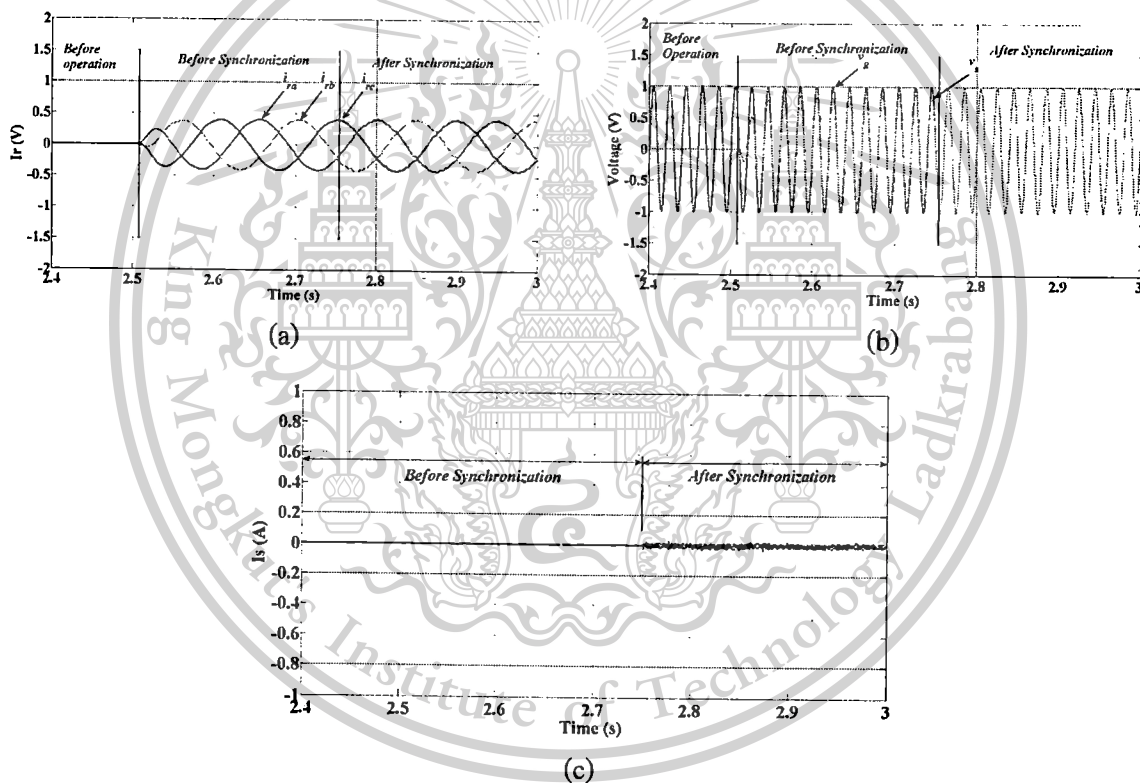 2
1.5
1
0.5
0
-0.5
-1
-1.5
-2
Ir (V)
Before operation
Before Synchronization
After Synchronization
i_ra i_rb i_rc
2.4 2.5 2.6 2.7 2.8 2.9 3
Time (s)
(a)
2
1.5
1
0.5
0
-0.5
-1
-1.5
-2
Voltage (V)
Before Operation
Before Synchronization
After Synchronization
2.4 2.5 2.6 2.7 2.8 2.9 3
Time (s)
(b)
1
0.8
0.6
0.4
0.2
0
-0.2
-0.4
-0.6
-0.8
-1
Is (A)
Before Synchronization
After Synchronization
2.4 2.5 2.6 2.7 2.8 2.9 3
Time (s)
(c)
King Mongkut's Institute of Technology Ladkrabang